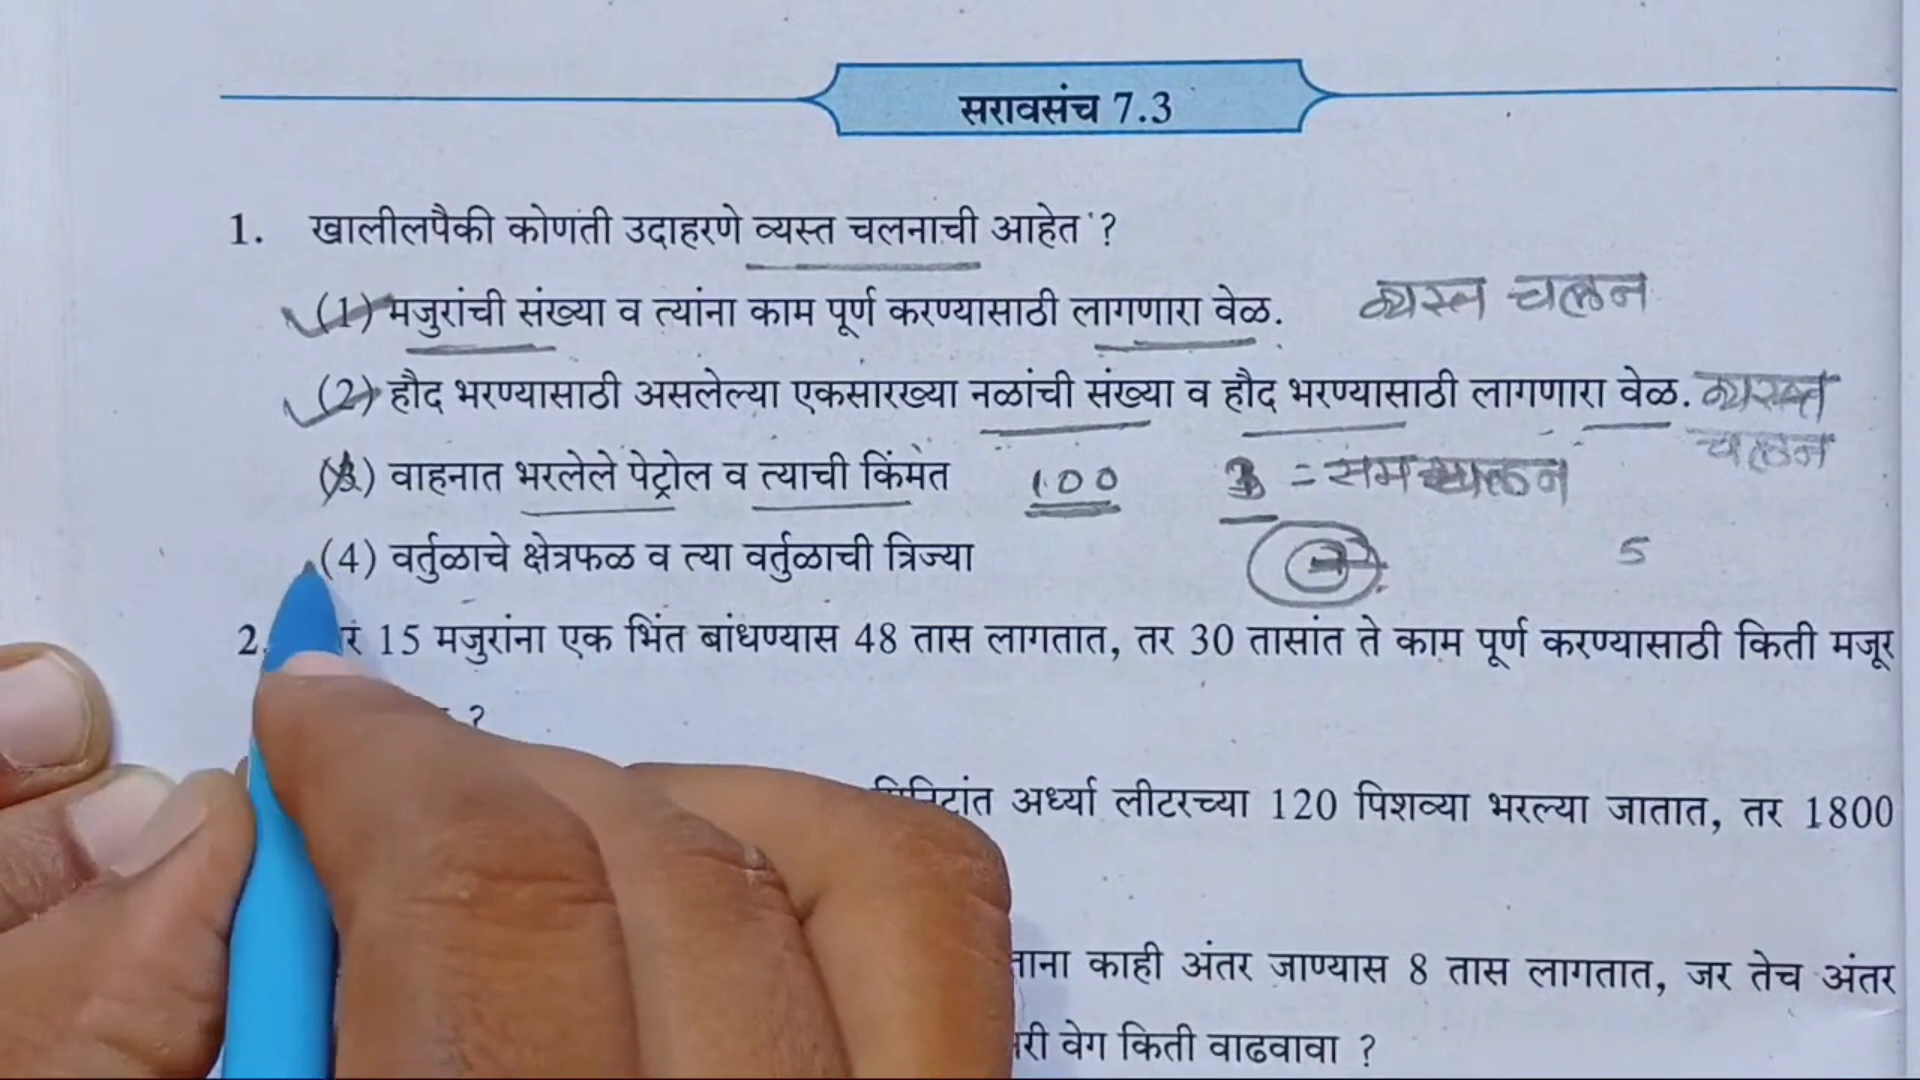 सरावसंच 7.3
1. खालीलपैकी कोणती उदाहरणे व्यस्त चलनाची आहेत ?
(1) मजुरांची संख्या व त्यांना काम पूर्ण करण्यासाठी लागणारा वेळ. व्यस्त चलन
(2) हौद भरण्यासाठी असलेल्या एकसारख्या नळांची संख्या व हौद भरण्यासाठी लागणारा वेळ. व्यस्त
चलन
(3) वाहनात भरलेले पेट्रोल व त्याची किंमत 100 = सम चलन
(4) वर्तुळाचे क्षेत्रफळ व त्या वर्तुळाची त्रिज्या 5
2. 15 मजुरांना एक भिंत बांधण्यास 48 तास लागतात, तर 30 तासांत ते काम पूर्ण करण्यासाठी किती मजूर
?
अर्ध्या लीटरच्या 120 पिशव्या भरल्या जातात, तर 1800
काही अंतर जाण्यास 8 तास लागतात, जर तेच अंतर
वेग किती वाढवावा ?